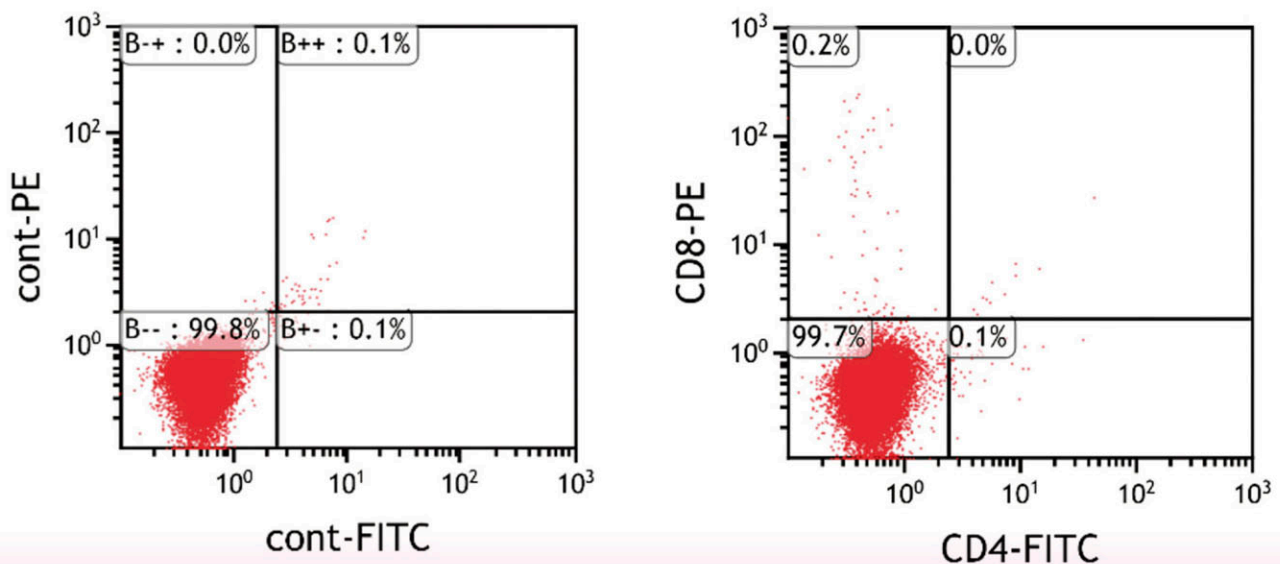 10³
B-+ : 0.0%
B++ : 0.1%
10²
10¹
10⁰
cont-PE
B-- : 99.8%
B+- : 0.1%
10⁰
10¹
10²
10³
cont-FITC
10³
0.2%
0.0%
10²
10¹
10⁰
CD8-PE
99.7%
0.1%
10⁰
10¹
10²
10³
CD4-FITC